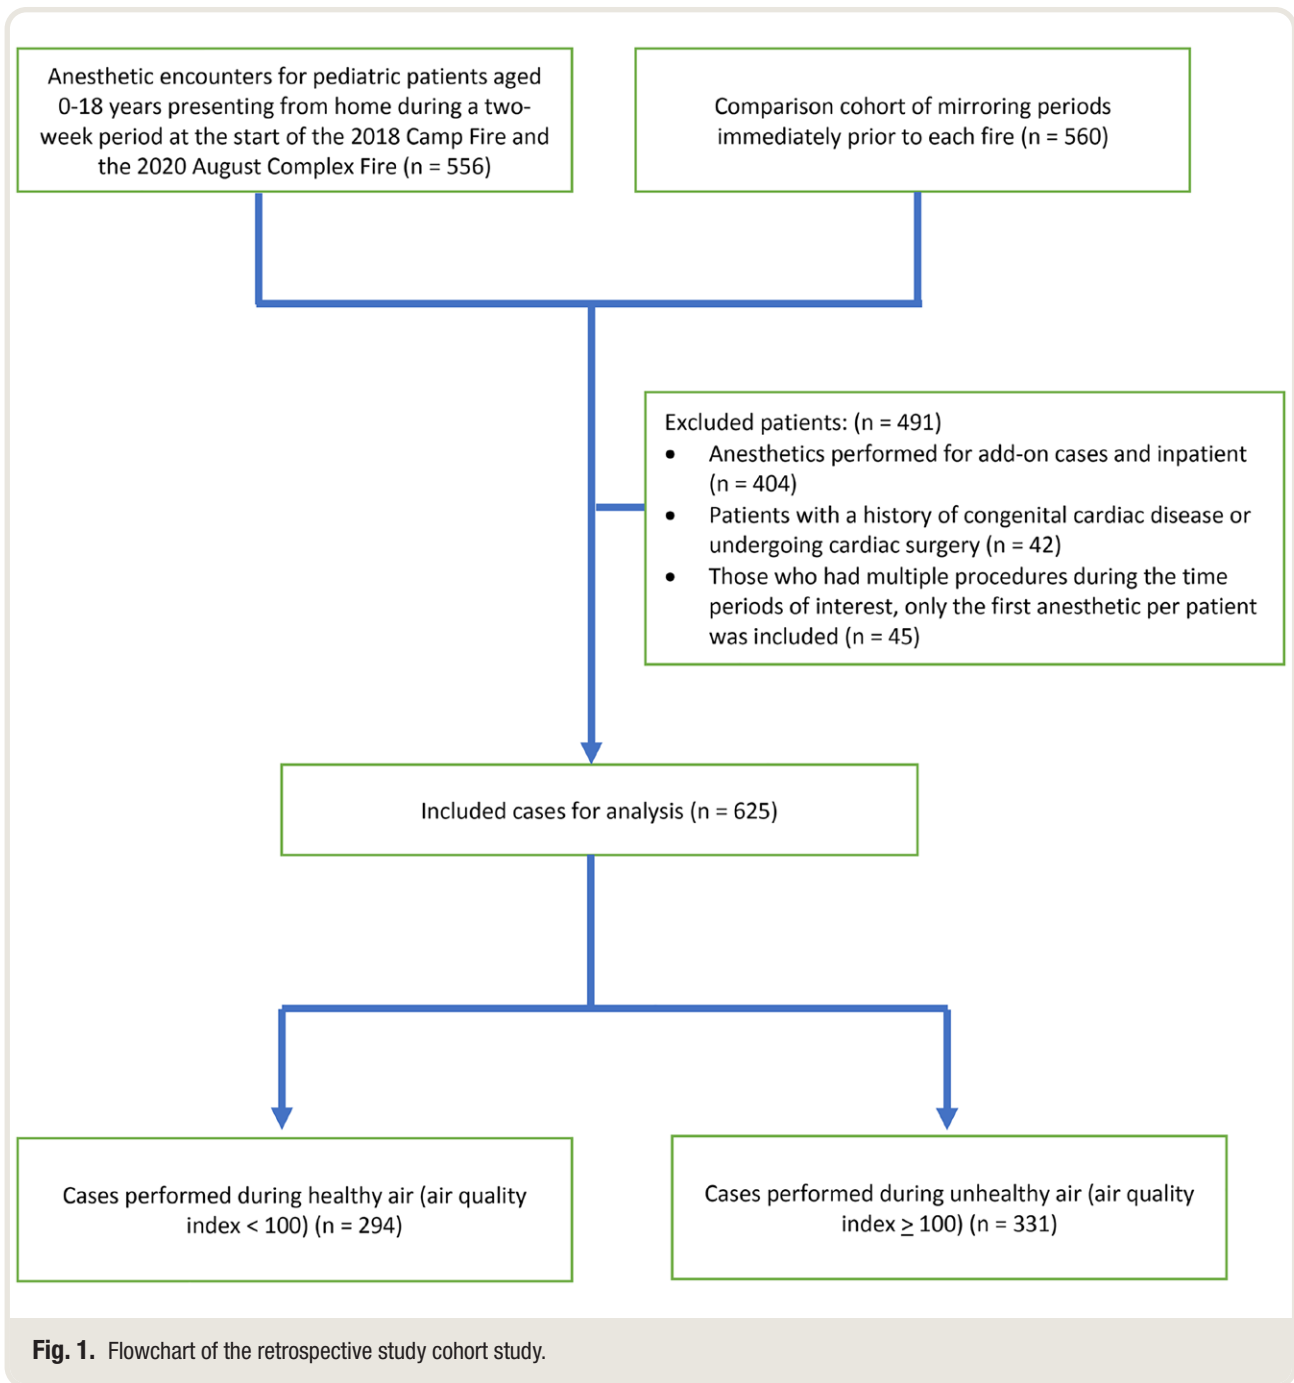 Anesthetic encounters for pediatric patients aged
0-18 years presenting from home during a two-
week period at the start of the 2018 Camp Fire and
the 2020 August Complex Fire (n = 556)
Comparison cohort of mirroring periods
immediately prior to each fire (n = 560)
Excluded patients: (n = 491)
• Anesthetics performed for add-on cases and inpatient
(n = 404)
• Patients with a history of congenital cardiac disease or
undergoing cardiac surgery (n = 42)
• Those who had multiple procedures during the time
periods of interest, only the first anesthetic per patient
was included (n = 45)
Included cases for analysis (n = 625)
Cases performed during healthy air (air quality
index < 100) (n = 294)
Cases performed during unhealthy air (air quality
index ≥ 100) (n = 331)
Fig. 1. Flowchart of the retrospective study cohort study.